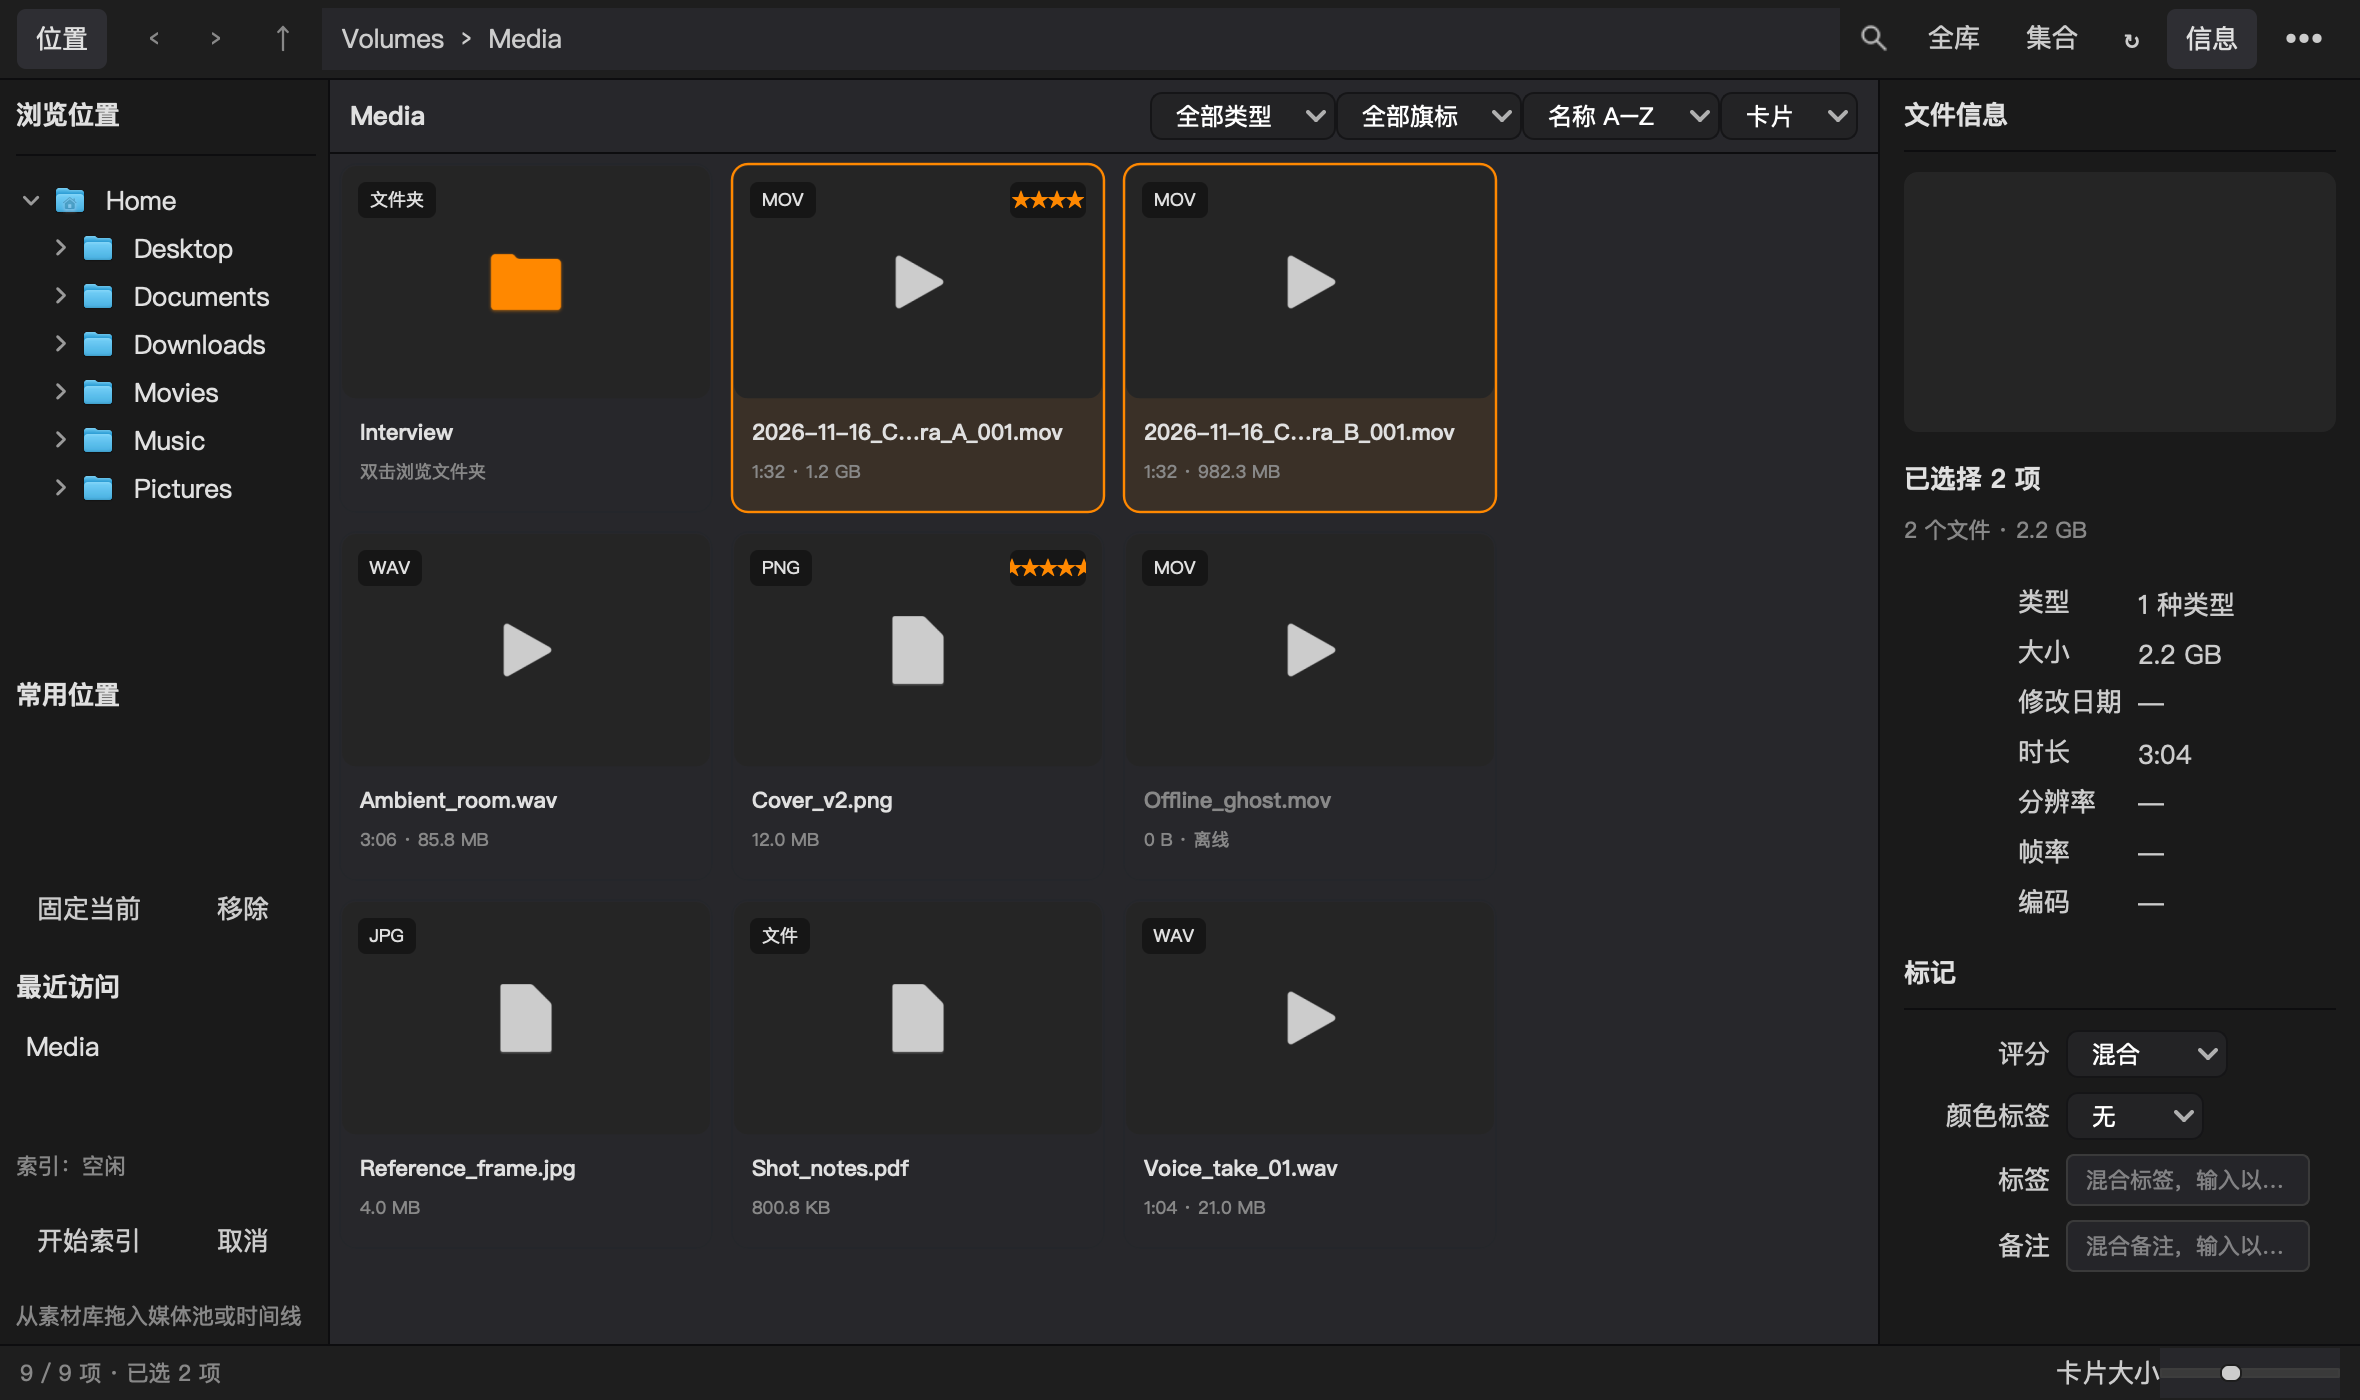 位置
Volumes > Media
全库
集合
信息
浏览位置
Home
Desktop
Documents
Downloads
Movies
Music
Pictures
常用位置
固定当前
移除
最近访问
Media
索引：空闲
开始索引
取消
从素材库拖入媒体池或时间线
Media
全部类型
全部旗标
名称 A—Z
卡片
文件夹
Interview
双击浏览文件夹
MOV
★★★★
2026-11-16_C...ra_A_001.mov
1:32 · 1.2 GB
MOV
2026-11-16_C...ra_B_001.mov
1:32 · 982.3 MB
WAV
Ambient_room.wav
3:06 · 85.8 MB
PNG
★★★★★
Cover_v2.png
12.0 MB
MOV
Offline_ghost.mov
0 B · 离线
JPG
Reference_frame.jpg
4.0 MB
文件
Shot_notes.pdf
800.8 KB
WAV
Voice_take_01.wav
1:04 · 21.0 MB
文件信息
已选择 2 项
2 个文件 · 2.2 GB
类型 1 种类型
大小 2.2 GB
修改日期 —
时长 3:04
分辨率 —
帧率 —
编码 —
标记
评分 混合
颜色标签 无
标签 混合标签，输入以...
备注 混合备注，输入以...
9 / 9 项 · 已选 2 项
卡片大小